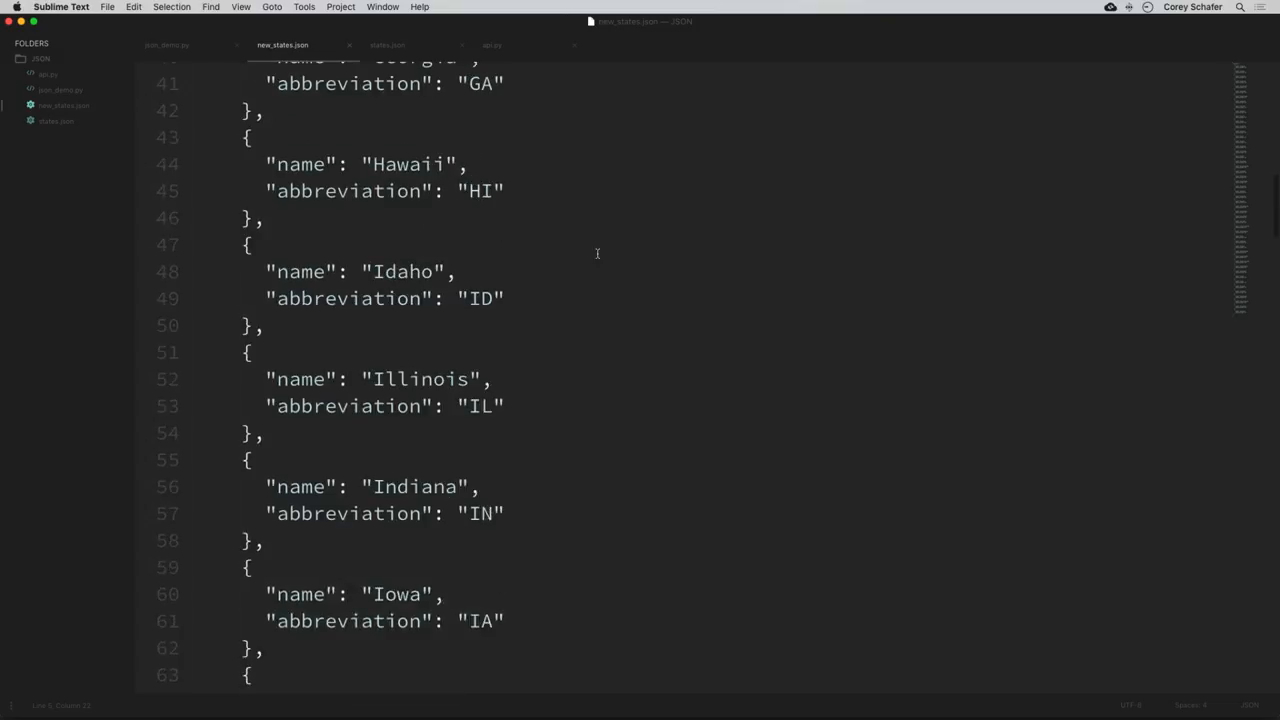 Sublime Text File Edit Selection Find View Goto Tools Project Window Help Corey Schafer
new_states.json — JSON
FOLDERS
JSON
api.py
json_demo.py
new_states.json
states.json
json_demo.py new_states.json states.json api.py
40 "name": "Georgia",
41 "abbreviation": "GA"
42 },
43 {
44 "name": "Hawaii",
45 "abbreviation": "HI"
46 },
47 {
48 "name": "Idaho",
49 "abbreviation": "ID"
50 },
51 {
52 "name": "Illinois",
53 "abbreviation": "IL"
54 },
55 {
56 "name": "Indiana",
57 "abbreviation": "IN"
58 },
59 {
60 "name": "Iowa",
61 "abbreviation": "IA"
62 },
63 {
Line 5, Column 22 UTF-8 Spaces: 4 JSON